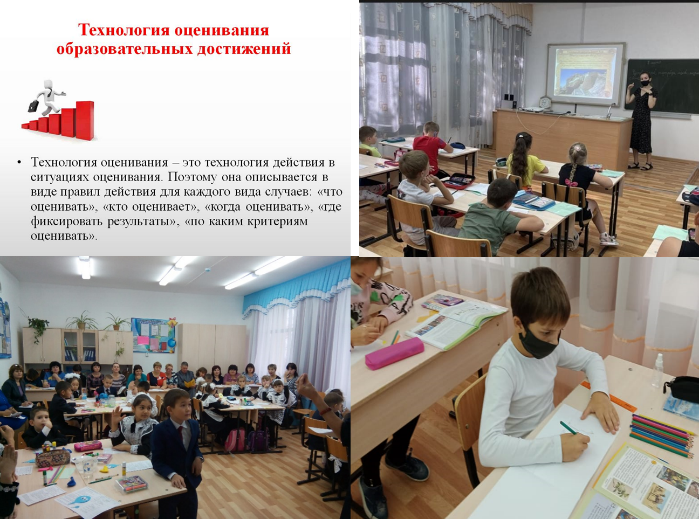 Технология оценивания
образовательных достижений
• Технология оценивания – это технология действия в
ситуациях оценивания. Поэтому она описывается в
виде правил действия для каждого вида случаев: «что
оценивать», «кто оценивает», «когда оценивать», «где
фиксировать результаты», «по каким критериям
оценивать».